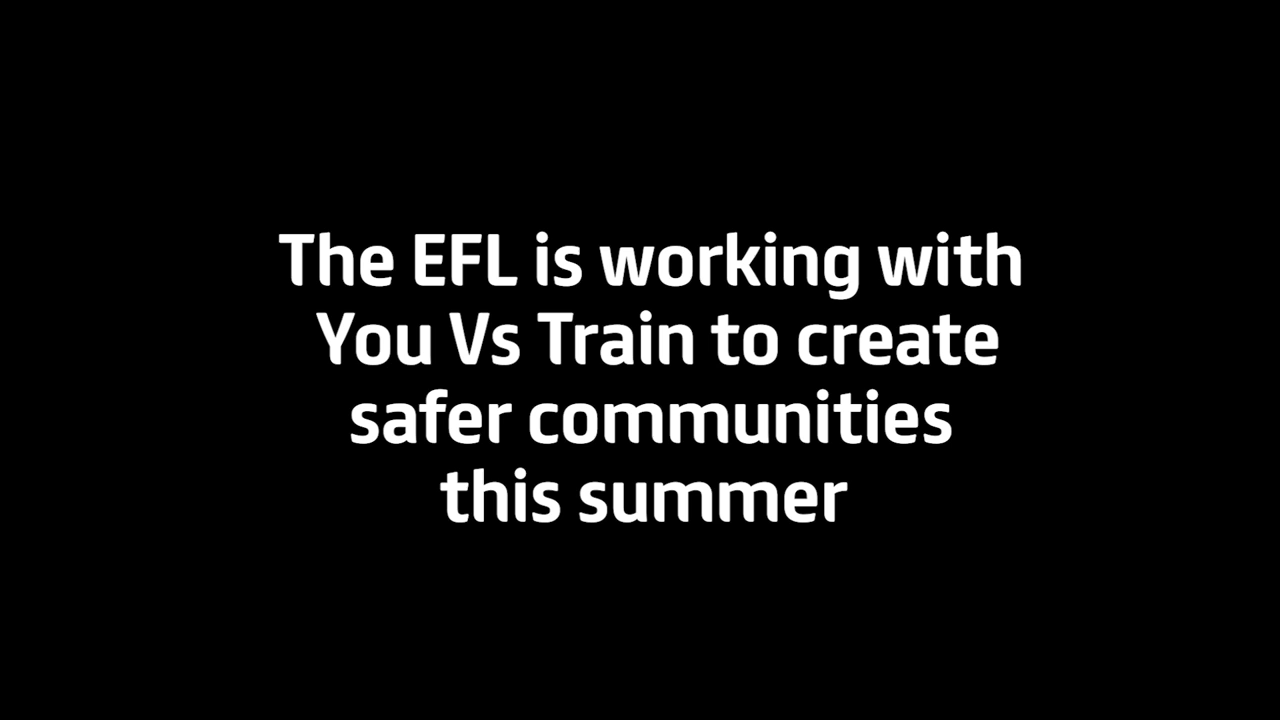 The EFL is working with
You Vs Train to create
safer communities
this summer